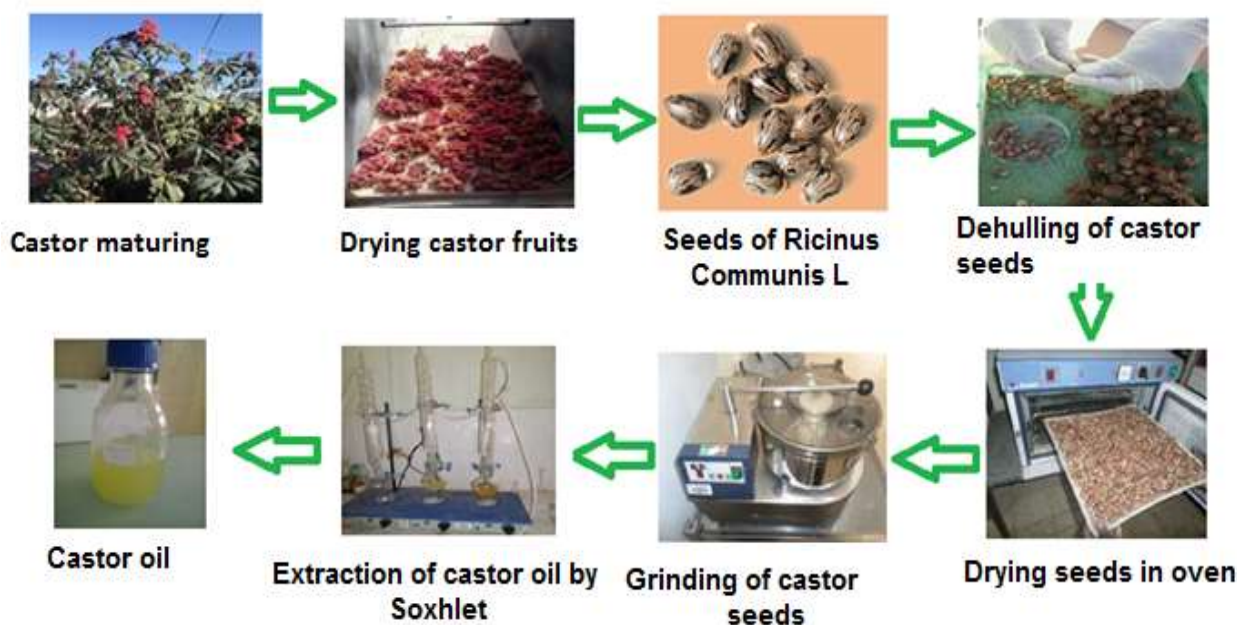 Castor maturing
Drying castor fruits
Seeds of Ricinus
Communis L
Dehulling of castor
seeds
Castor oil
Extraction of castor oil by
Soxhlet
Grinding of castor
seeds
Drying seeds in oven